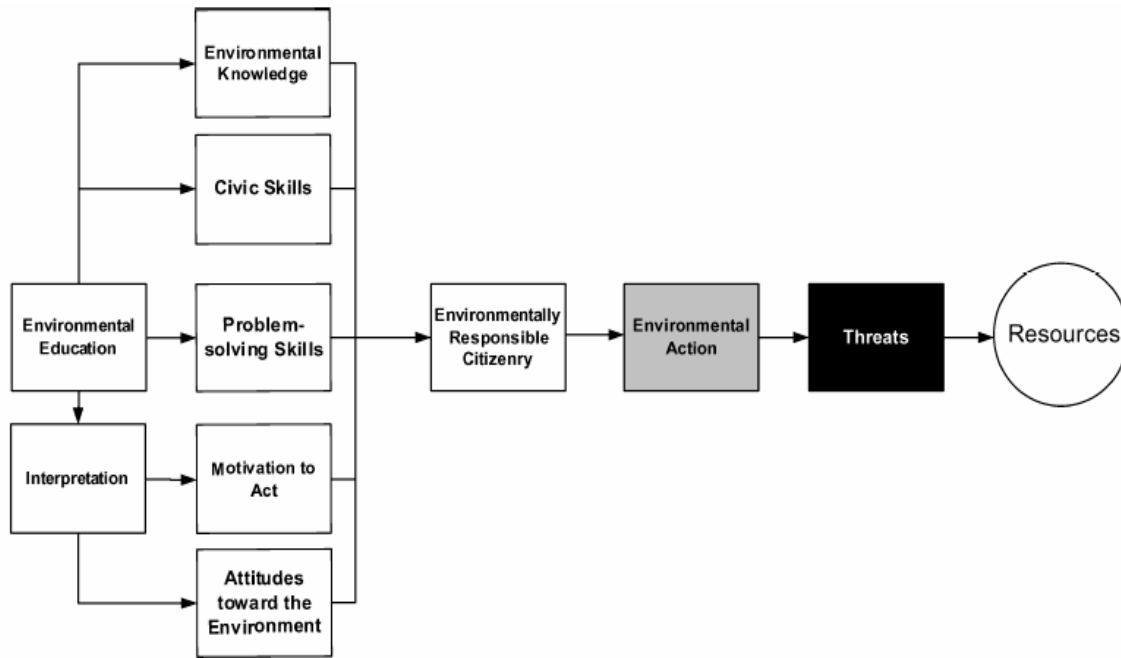 Environmental
Knowledge
Civic Skills
Environmental
Education
Problem-
solving Skills
Environmentally
Responsible
Citizenry
Environmental
Action
Threats
Resources
Interpretation
Motivation to
Act
Attitudes
toward the
Environment